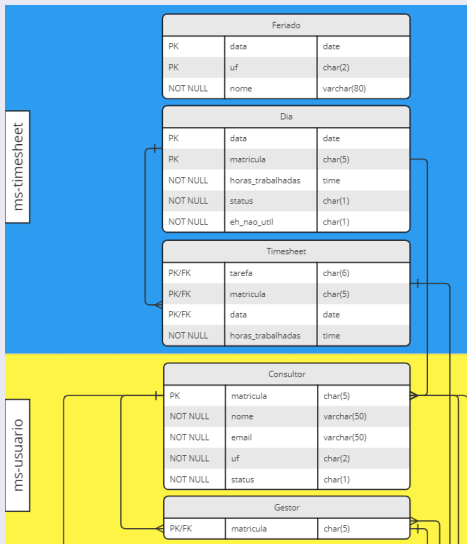 Feriado
PK data date
PK uf char(2)
NOT NULL nome varchar(80)
ms-timesheet
Dia
PK data date
PK matricula char(5)
NOT NULL horas_trabalhadas time
NOT NULL status char(1)
NOT NULL eh_nao_util char(1)
Timesheet
PK/FK tarefa char(6)
PK/FK matricula char(5)
PK/FK data date
NOT NULL horas_trabalhadas time
ms-usuario
Consultor
PK matricula char(5)
NOT NULL nome varchar(50)
NOT NULL email varchar(50)
NOT NULL uf char(2)
NOT NULL status char(1)
Gestor
PK/FK matricula char(5)